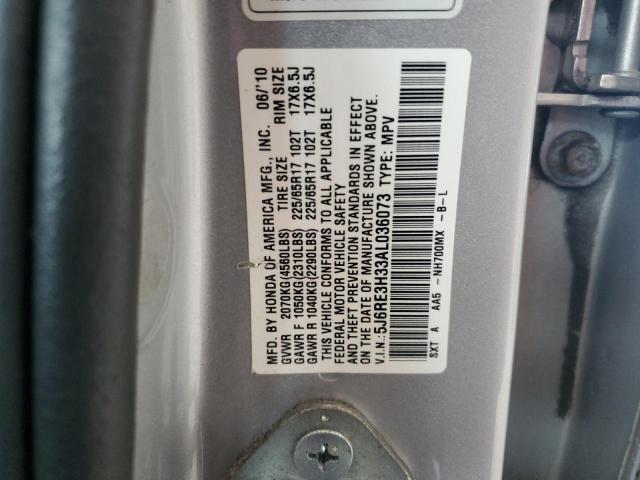 MFD. BY HONDA OF AMERICA MFG., INC. 06/'10
TIRE SIZE RIM SIZE
GVWR 2070KG(4560LBS)
GAWR F 1050KG(2310LBS) 225/65R17 102T 17X6.5J
GAWR R 1040KG(2290LBS) 225/65R17 102T 17X6.5J
THIS VEHICLE CONFORMS TO ALL APPLICABLE
FEDERAL MOTOR VEHICLE SAFETY
AND THEFT PREVENTION STANDARDS IN EFFECT
ON THE DATE OF MANUFACTURE SHOWN ABOVE.
V.I.N.:5J6RE3H33AL036073 TYPE: MPV
SXT A AA5 -NH700MX -B-L